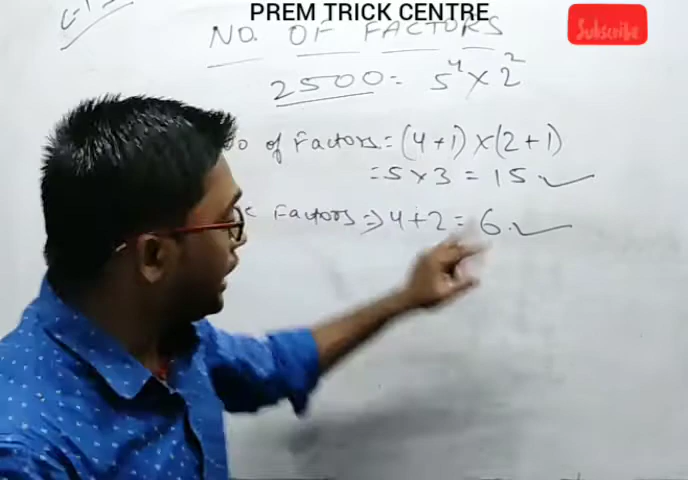 PREM TRICK CENTRE
Subscribe
NO. OF FACTORS
2500 = 5⁴ × 2²
of Factors = (4+1) × (2+1)
= 5 × 3 = 15
Factors ⇒ 4+2 = 6.